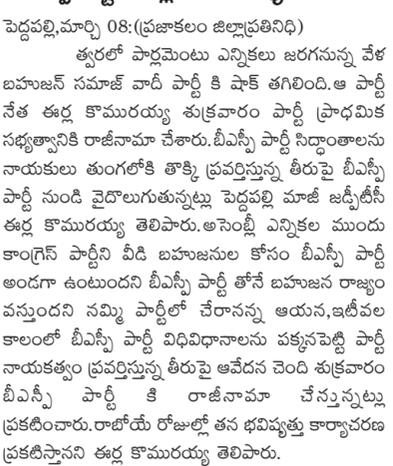 పెద్దపల్లి,మార్చి 08:(ప్రజాకలం జిల్లాప్రతినిధి)
త్వరలో పార్లమెంటు ఎన్నికలు జరగనున్న వేళ
బహుజన్ సమాజ్ వాదీ పార్టీ కి షాక్ తగిలింది.ఆ పార్టీ
నేత ఈర్ల కొమురయ్య శుక్రవారం పార్టీ ప్రాధమిక
సభ్యత్వానికి రాజీనామా చేశారు.బీఎస్పీ పార్టీ సిద్ధాంతాలను
నాయకులు తుంగలోకి తొక్కి ప్రవర్తిస్తున్న తీరుపై బీఎస్పీ
పార్టీ నుండి వైదొలుగుతున్నట్లు పెద్దపల్లి మాజీ జడ్పీటీసీ
ఈర్ల కొమురయ్య తెలిపారు.అసెంబ్లీ ఎన్నికల ముందు
కాంగ్రెస్ పార్టీని వీడి బహుజనుల కోసం బీఎస్పీ పార్టీ
అండగా ఉంటుందని బీఎస్పీ పార్టీ తోనే బహుజన రాజ్యం
వస్తుందని నమ్మి పార్టీలో చేరానన్న ఆయన,ఇటీవల
కాలంలో బీఎస్పీ పార్టీ విధివిధానాలను పక్కనపెట్టి పార్టీ
నాయకత్వం ప్రవర్తిస్తున్న తీరుపై ఆవేదన చెంది శుక్రవారం
బీఎస్పీ పార్టీ కి రాజీనామా చేస్తున్నట్లు
ప్రకటించారు.రాబోయే రోజుల్లో తన భవిష్యత్తు కార్యాచరణ
ప్రకటిస్తానని ఈర్ల కొమురయ్య తెలిపారు.